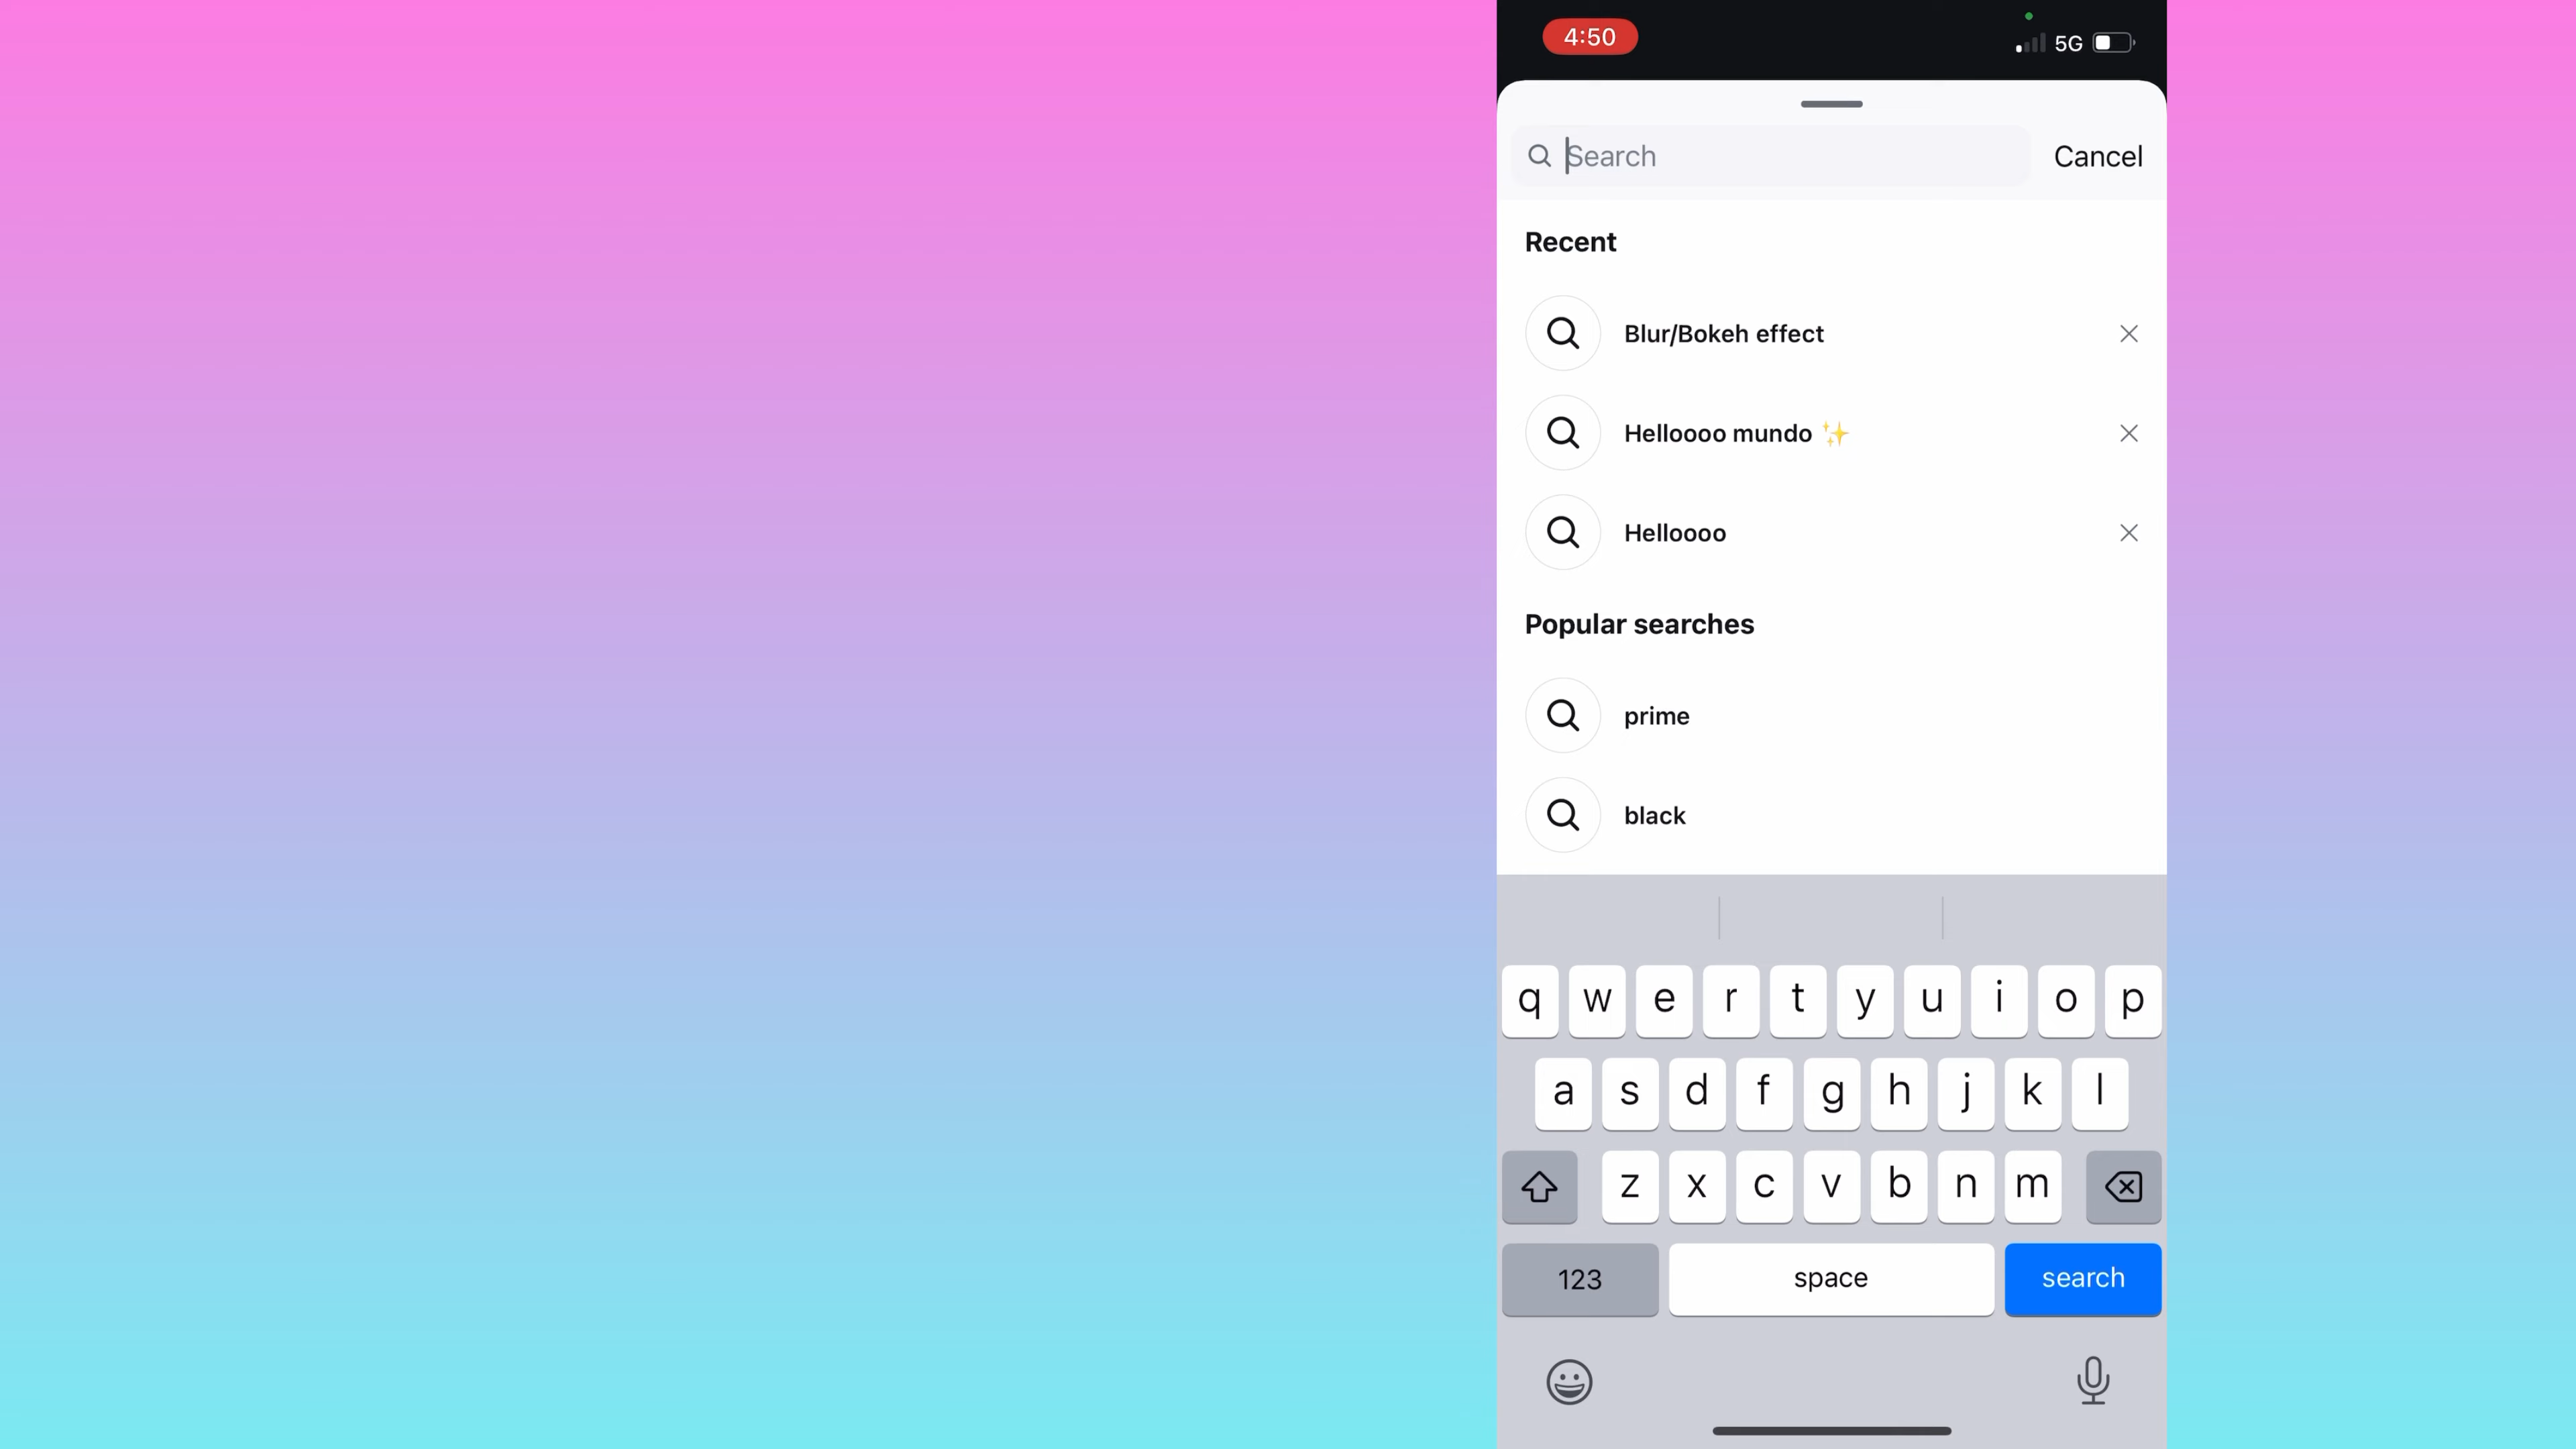 4:50
5G
Search
Cancel
Recent
Blur/Bokeh effect
Helloooo mundo ✨
Helloooo
Popular searches
prime
black
q w e r t y u i o p
a s d f g h j k l
z x c v b n m
123 space search